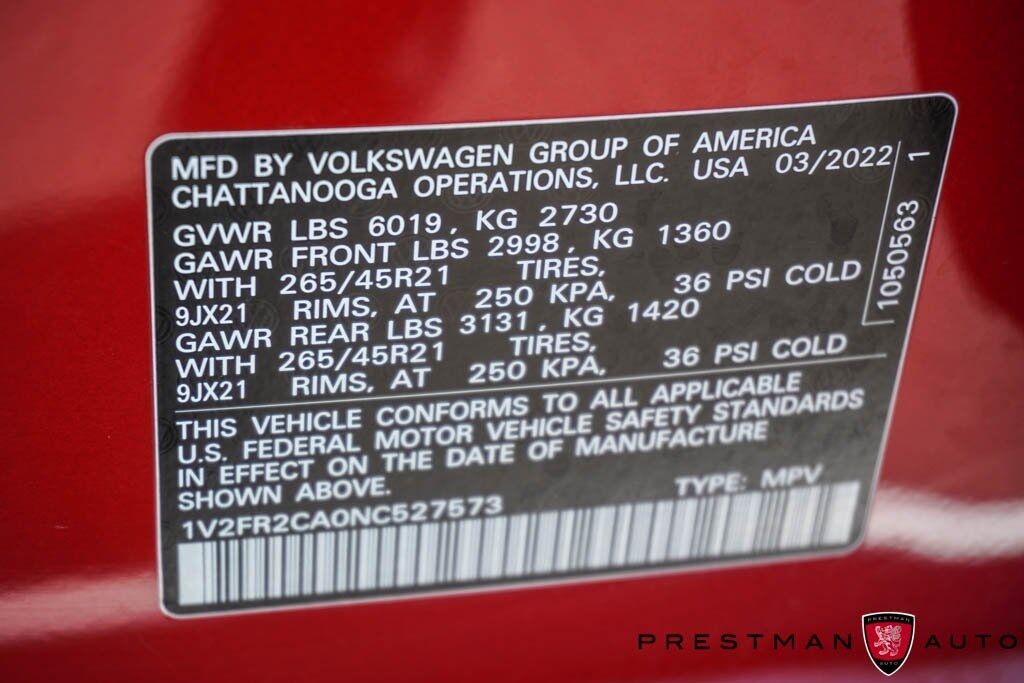 MFD BY VOLKSWAGEN GROUP OF AMERICA
CHATTANOOGA OPERATIONS, LLC. USA 03/2022
GVWR LBS 6019, KG 2730
GAWR FRONT LBS 2998, KG 1360
WITH 265/45R21 TIRES,
9JX21 RIMS, AT 250 KPA, 36 PSI COLD
GAWR REAR LBS 3131, KG 1420
WITH 265/45R21 TIRES,
9JX21 RIMS, AT 250 KPA, 36 PSI COLD
1050563 1
THIS VEHICLE CONFORMS TO ALL APPLICABLE
U.S. FEDERAL MOTOR VEHICLE SAFETY STANDARDS
IN EFFECT ON THE DATE OF MANUFACTURE
SHOWN ABOVE.
1V2FR2CA0NC527573 TYPE: MPV
PRESTMAN AUTO
PRESTMAN
AUTO